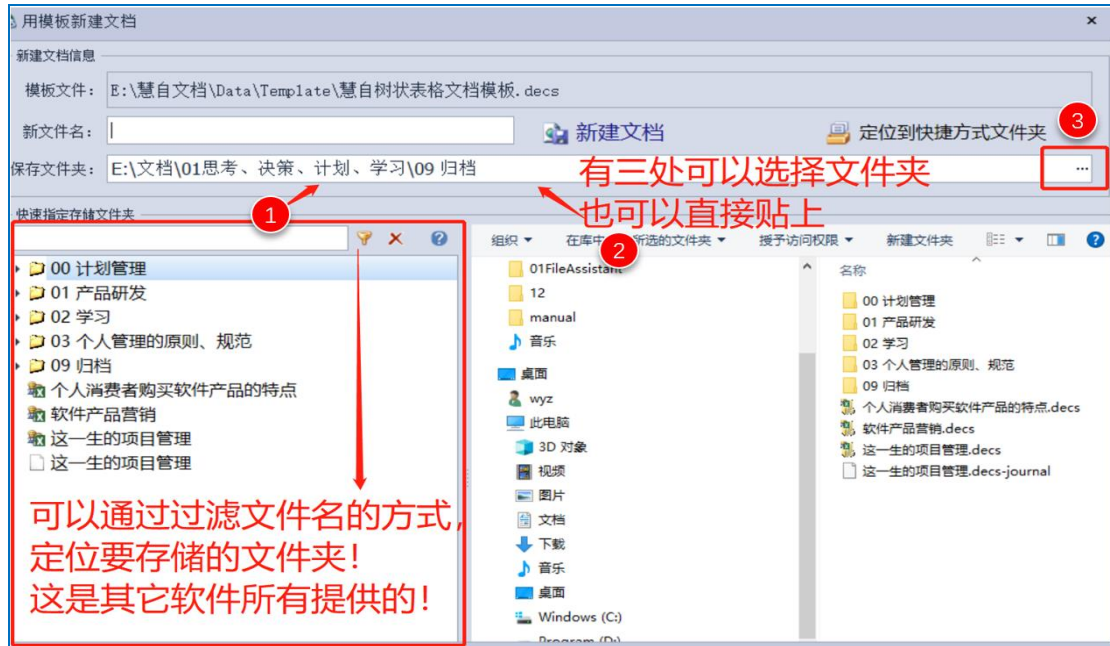 用模板新建文档
新建文档信息
模板文件: E:\慧自文档\Data\Template\慧自树状表格文档模板.decs
新文件名: 新建文档 定位到快捷方式文件夹 3
保存文件夹: E:\文档\01思考、决策、计划、学习\09 归档 ...
有三处可以选择文件夹
也可以直接贴上
1
2
快速指定存储文件夹
00 计划管理
01 产品研发
02 学习
03 个人管理的原则、规范
09 归档
个人消费者购买软件产品的特点
软件产品营销
这一生的项目管理
这一生的项目管理
可以通过过滤文件名的方式,
定位要存储的文件夹!
这是其它软件所有提供的!
组织 在库中 所选的文件夹 授予访问权限 新建文件夹
01FileAssistant
12
manual
音乐
桌面
wyz
此电脑
3D 对象
视频
图片
文档
下载
音乐
桌面
Windows (C:)
Program (D:)
名称
00 计划管理
01 产品研发
02 学习
03 个人管理的原则、规范
09 归档
个人消费者购买软件产品的特点.decs
软件产品营销.decs
这一生的项目管理.decs
这一生的项目管理.decs-journal